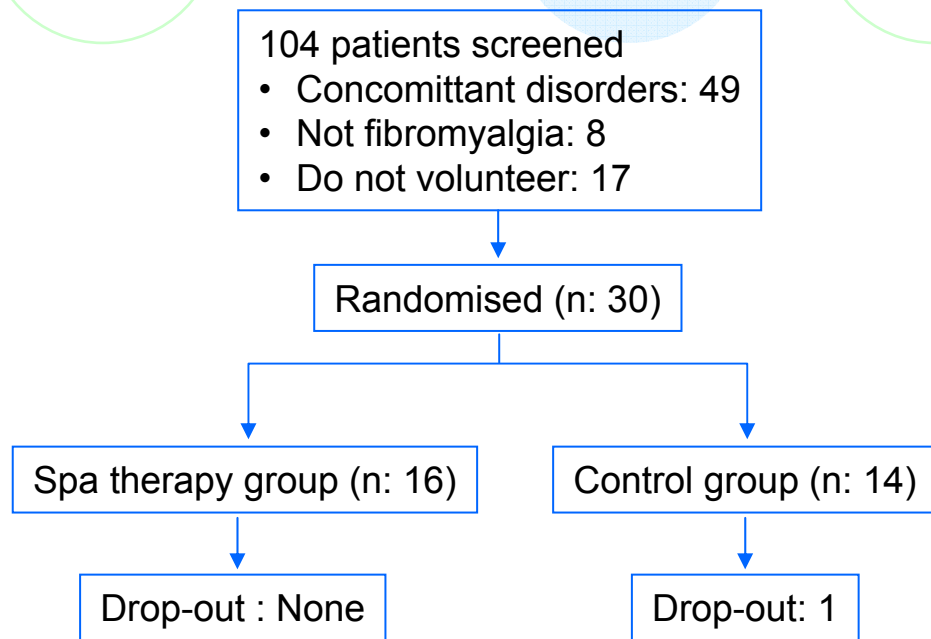 104 patients screened
• Concomittant disorders: 49
• Not fibromyalgia: 8
• Do not volunteer: 17
Randomised (n: 30)
Spa therapy group (n: 16)
Control group (n: 14)
Drop-out : None
Drop-out: 1